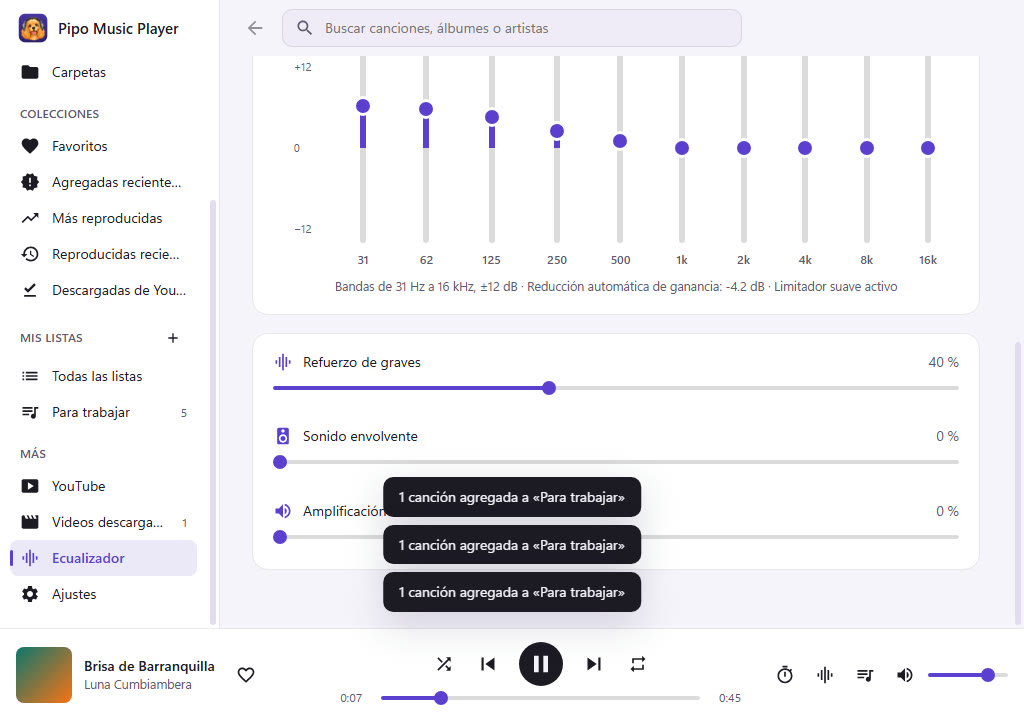 Pipo Music Player
Buscar canciones, álbumes o artistas
Carpetas
COLECCIONES
Favoritos
Agregadas reciente...
Más reproducidas
Reproducidas recie...
Descargadas de You...
MIS LISTAS
Todas las listas
Para trabajar 5
MÁS
YouTube
Videos descarga... 1
Ecualizador
Ajustes
+12
0
−12
31 62 125 250 500 1k 2k 4k 8k 16k
Bandas de 31 Hz a 16 kHz, ±12 dB · Reducción automática de ganancia: -4.2 dB · Limitador suave activo
Refuerzo de graves 40 %
Sonido envolvente 0 %
Amplificación 0 %
1 canción agregada a «Para trabajar»
1 canción agregada a «Para trabajar»
1 canción agregada a «Para trabajar»
Brisa de Barranquilla
Luna Cumbiambera
0:07 0:45